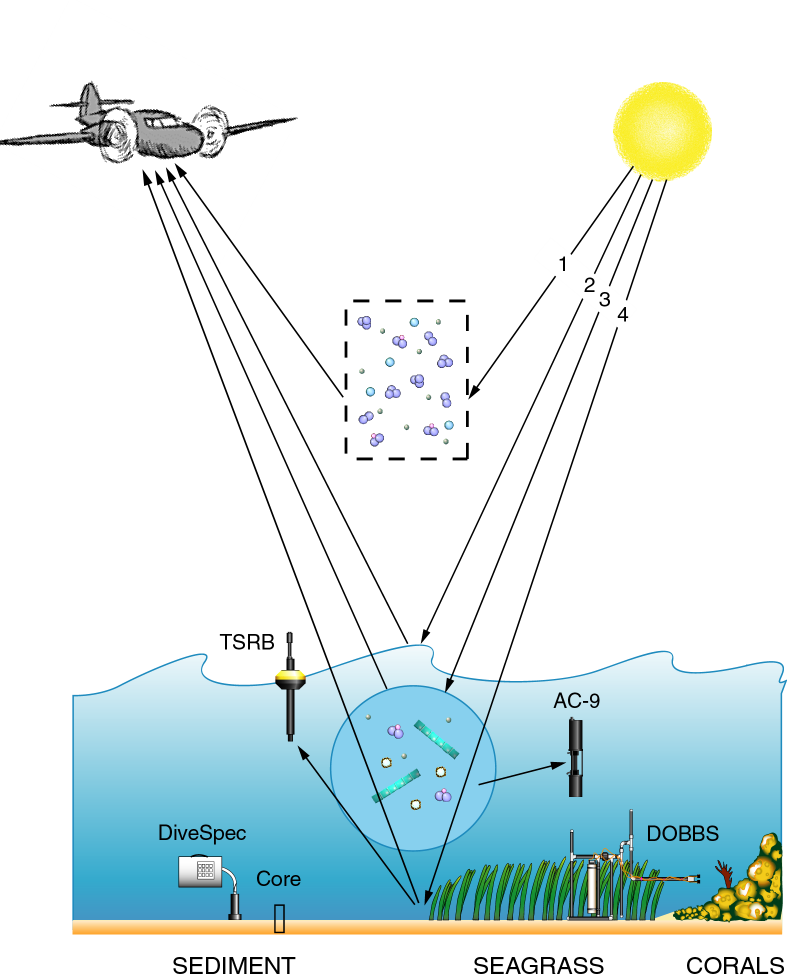 1
2
3
4
TSRB
AC-9
DiveSpec
DOBBS
Core
SEDIMENT
SEAGRASS
CORALS